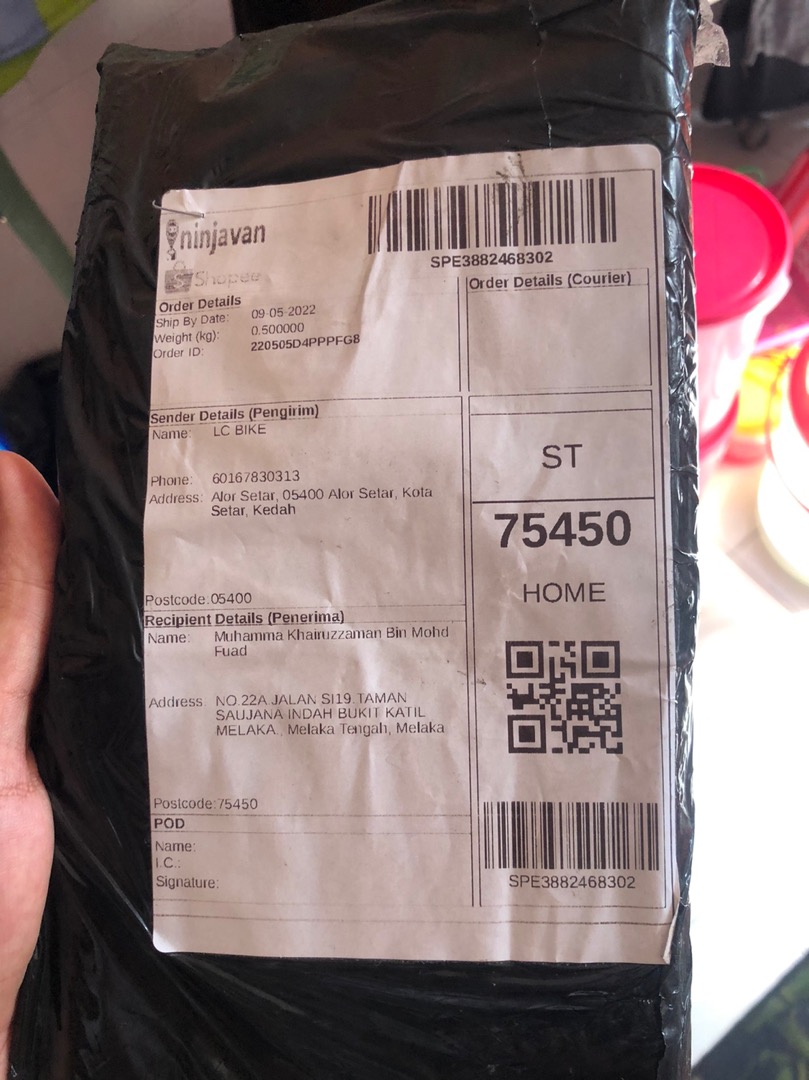 ninjavan
SPE3882468302
Shopee
Order Details
Ship By Date: 09-05-2022
Weight (kg): 0.500000
Order ID: 220505D4PPPFG8
Order Details (Courier)
Sender Details (Pengirim)
Name: LC BIKE
Phone: 60167830313
Address: Alor Setar, 05400 Alor Setar, Kota
Setar, Kedah
Postcode:05400
ST
75450
HOME
Recipient Details (Penerima)
Name: Muhamma Khairuzzaman Bin Mohd
Fuad
Address: NO.22A JALAN SI19 TAMAN
SAUJANA INDAH BUKIT KATIL
MELAKA., Melaka Tengah, Melaka
Postcode:75450
POD
Name:
I.C.:
Signature:
SPE3882468302